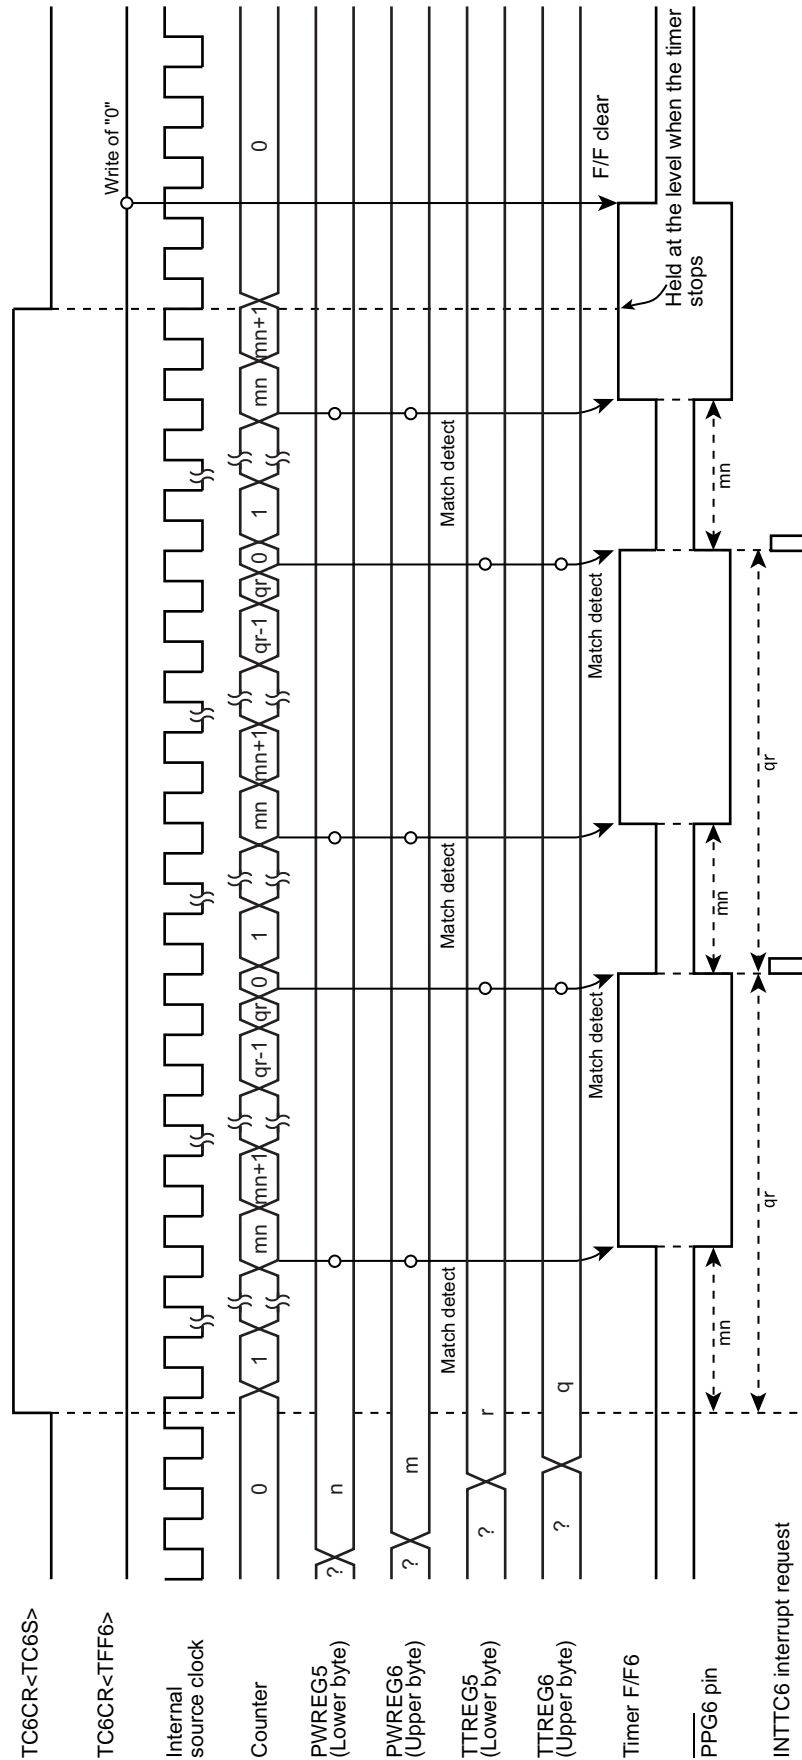 TC6CR<TC6S>
TC6CR<TFF6>
Write of "0"
Internal
source clock
Counter
0 1 mn mn+1 qr-1 qr 0 1 mn mn+1 qr-1 qr 0 1 mn mn+1 0
PWREG5
(Lower byte)
? n
PWREG6
(Upper byte)
? m
Match detect
Match detect
Match detect
TTREG5
(Lower byte)
? r
TTREG6
(Upper byte)
? q
Match detect
Match detect
F/F clear
Timer F/F6
Held at the level when the timer
stops
PPG6 pin
mn mn mn
qr qr
INTTC6 interrupt request